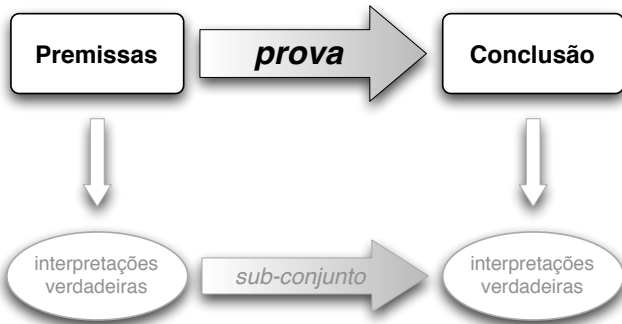 Premissas
prova
Conclusão
interpretações
verdadeiras
sub-conjunto
interpretações
verdadeiras